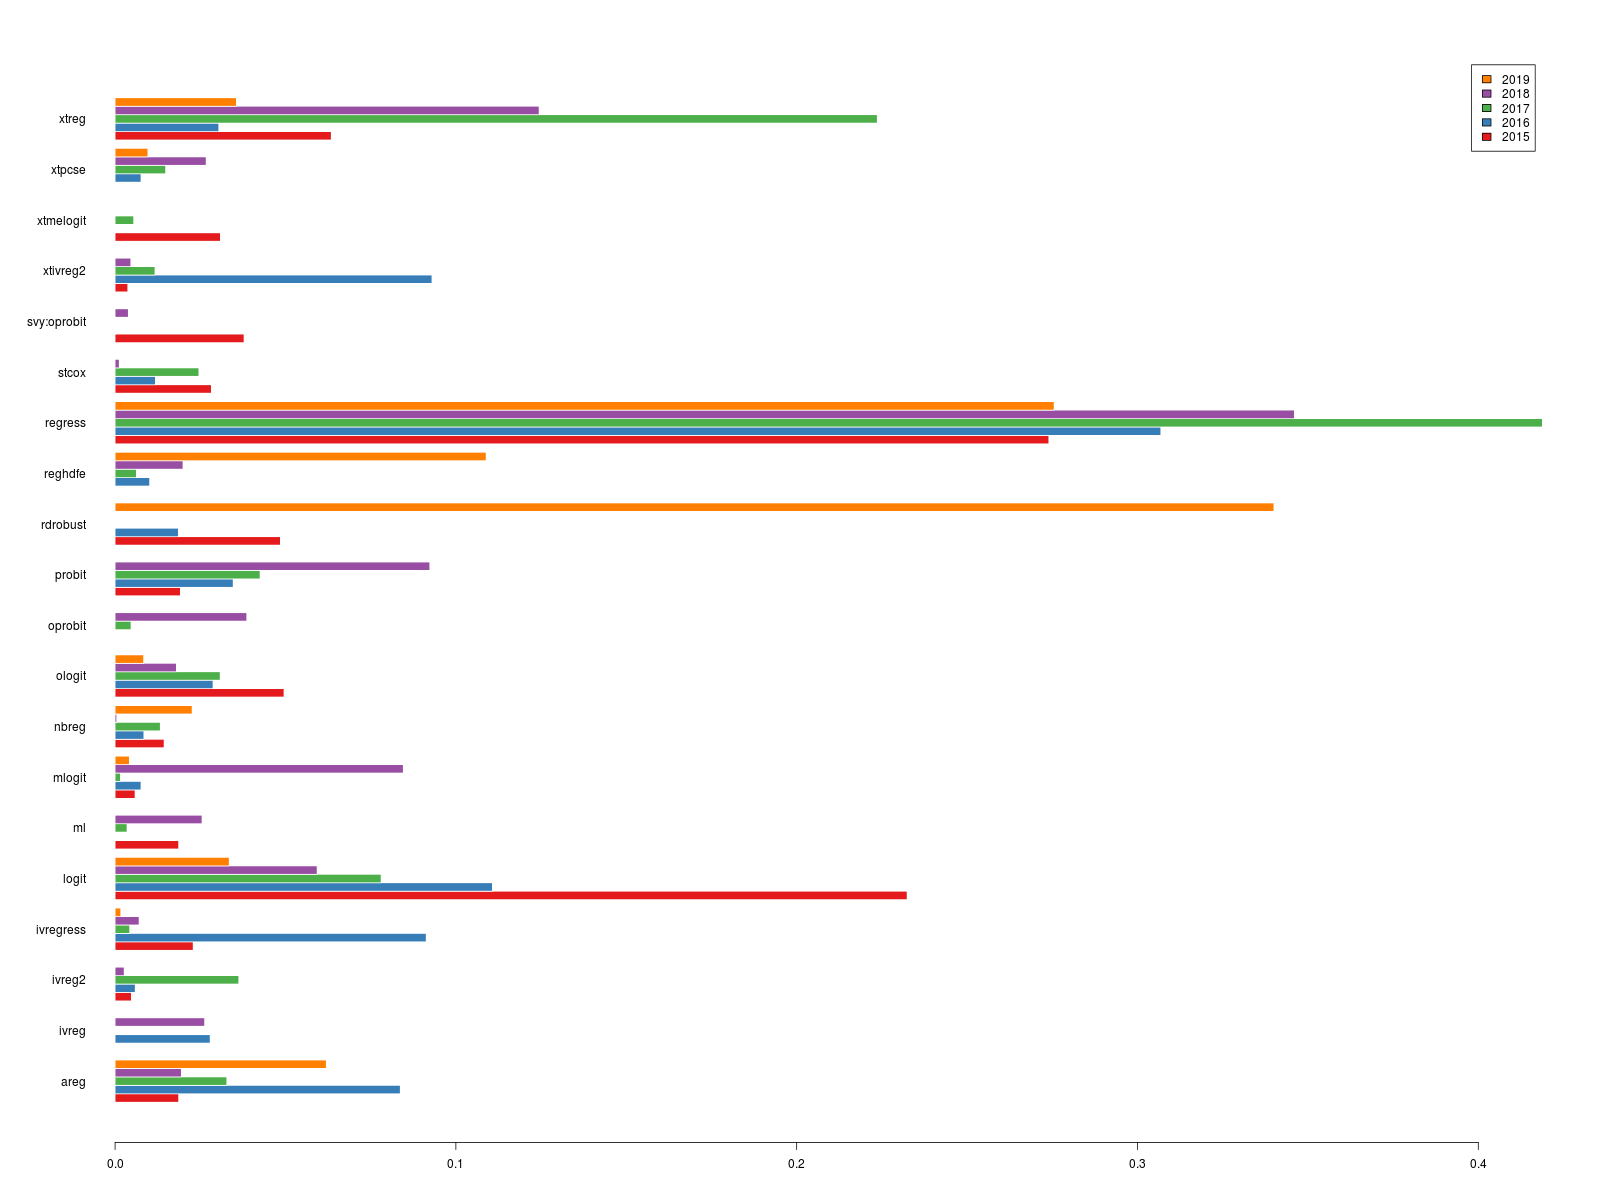 2019
2018
2017
2016
2015
xtreg
xtpcse
xtmelogit
xtivreg2
svy:oprobit
stcox
regress
reghdfe
rdrobust
probit
oprobit
ologit
nbreg
mlogit
ml
logit
ivregress
ivreg2
ivreg
areg
0.0 0.1 0.2 0.3 0.4